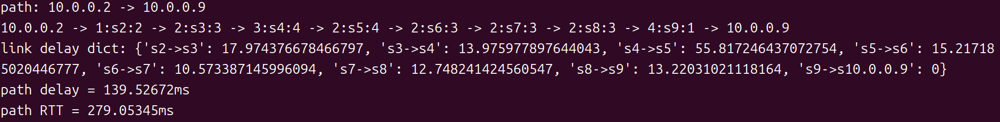 path: 10.0.0.2 -> 10.0.0.9
10.0.0.2 -> 1:s2:2 -> 2:s3:3 -> 3:s4:4 -> 2:s5:4 -> 2:s6:3 -> 2:s7:3 -> 2:s8:3 -> 4:s9:1 -> 10.0.0.9
link delay dict: {'s2->s3': 17.974376678466797, 's3->s4': 13.975977897644043, 's4->s5': 55.817246437072754, 's5->s6': 15.21718
5020446777, 's6->s7': 10.573387145996094, 's7->s8': 12.748241424560547, 's8->s9': 13.22031021118164, 's9->s10.0.0.9': 0}
path delay = 139.52672ms
path RTT = 279.05345ms